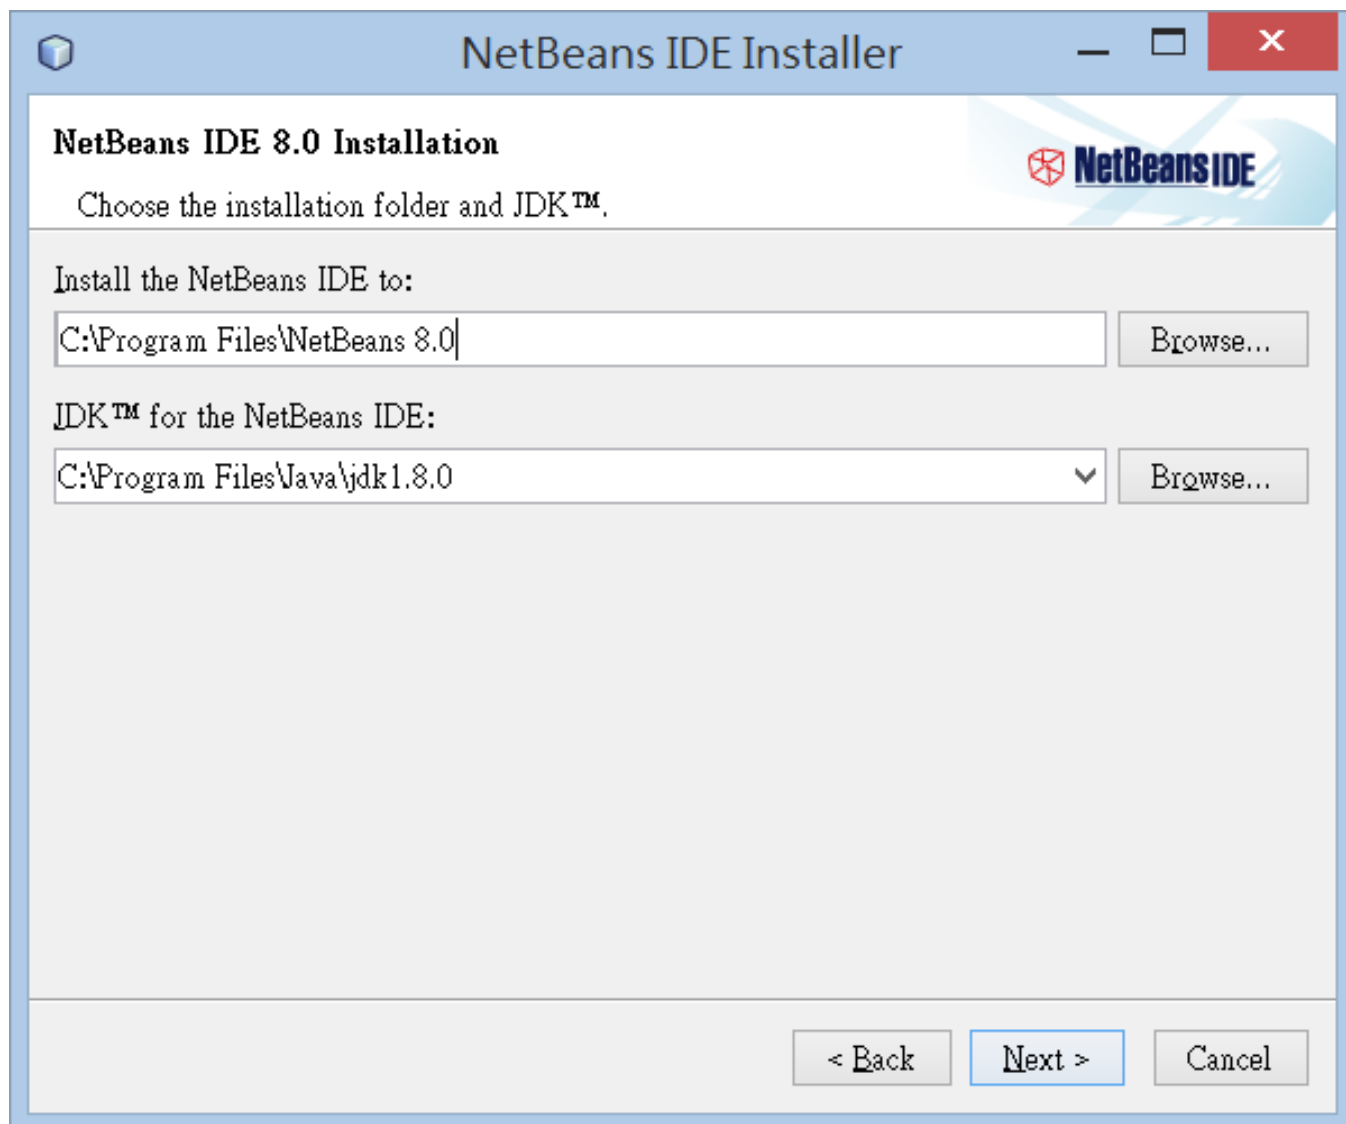 NetBeans IDE Installer
NetBeans IDE 8.0 Installation
NetBeans IDE
Choose the installation folder and JDK™.
Install the NetBeans IDE to:
C:\Program Files\NetBeans 8.0
Browse...
JDK™ for the NetBeans IDE:
C:\Program Files\Java\jdk1.8.0
Browse...
< Back
Next >
Cancel